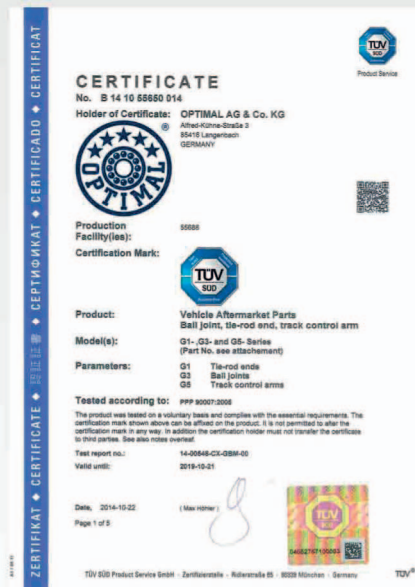 TÜV
SÜD
Product Service
CERTIFICATE
No. B 14 10 55650 014
Holder of Certificate: OPTIMAL AG & Co. KG
Alfred-Kühne-Straße 3
85416 Langenbach
GERMANY
®
OPTIMAL
Production
Facility(ies):
55686
Certification Mark:
TÜV
SÜD
Product: Vehicle Aftermarket Parts
Ball joint, tie-rod end, track control arm
Model(s): G1- ,G3- and G5- Series
(Part No. see attachement)
Parameters: G1 Tie-rod ends
G3 Ball joints
G5 Track control arms
Tested according to: PPP 90007:2005
The product was tested on a voluntary basis and complies with the essential requirements. The
certification mark shown above can be affixed on the product. It is not permitted to alter the
certification mark in any way. In addition the certification holder must not transfer the certificate
to third parties. See also notes overleaf.
Test report no.: 14-00546-CX-GBM-00
Valid until: 2019-10-21
Date, 2014-10-22
( Max Höhler )
Page 1 of 5
TÜV
SÜD
TÜV SÜD Product Service GmbH · Zertifizierstelle · Ridlerstraße 65 · 80339 München · Germany
TÜV®
ZERTIFIKAT ◆ CERTIFICATE ◆ ◆ СЕРТИФИКАТ ◆ CERTIFICADO ◆ CERTIFICAT